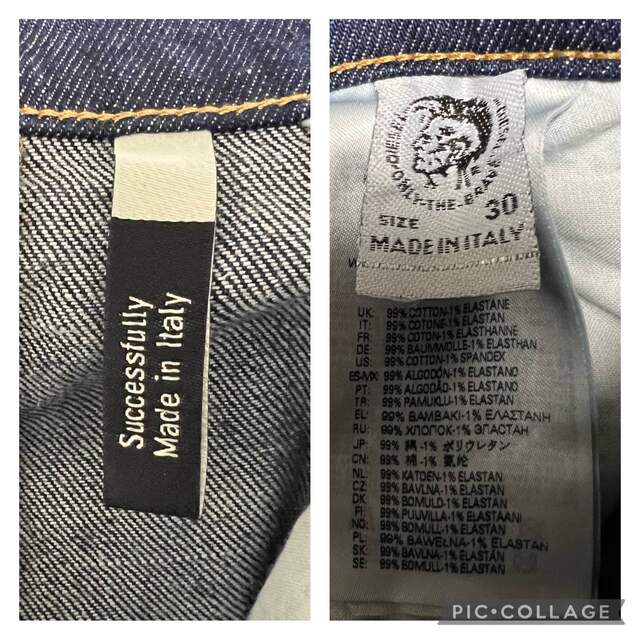 Successfully
Made in Italy
DIESEL INDUSTRY
ONLY-THE-BRAVE
SIZE 30
MADE IN ITALY
UK: 99% COTTON-1% ELASTANE
IT: 99% COTONE-1% ELASTAN
FR: 99% COTON-1% ELASTHANNE
DE: 99% BAUMWOLLE-1% ELASTHAN
US: 99% COTTON-1% SPANDEX
ES-MX: 99% ALGODÓN-1% ELASTANO
PT: 99% ALGODÃO-1% ELASTANO
TR: 99% PAMUKLU-1% ELASTAN
EL: 99% BAMBAKI-1% ΕΛΑΣΤΑΝΗ
RU: 99% ХЛОПОК-1% ЭЛАСТАН
JP: 99% 綿-1% ポリウレタン
CN: 99% 棉-1% 氨纶
NL: 99% KATOEN-1% ELASTAN
CZ: 99% BAVLNA-1% ELASTAN
DK: 99% BOMULD-1% ELASTAN
FI: 99% PUUVILLA-1% ELASTAANI
NO: 99% BOMULL-1% ELASTAN
PL: 99% BAWEŁNA-1% ELASTAN
SK: 99% BAVLNA-1% ELASTAN
SE: 99% BOMULL-1% ELASTAN
PIC•COLLAGE